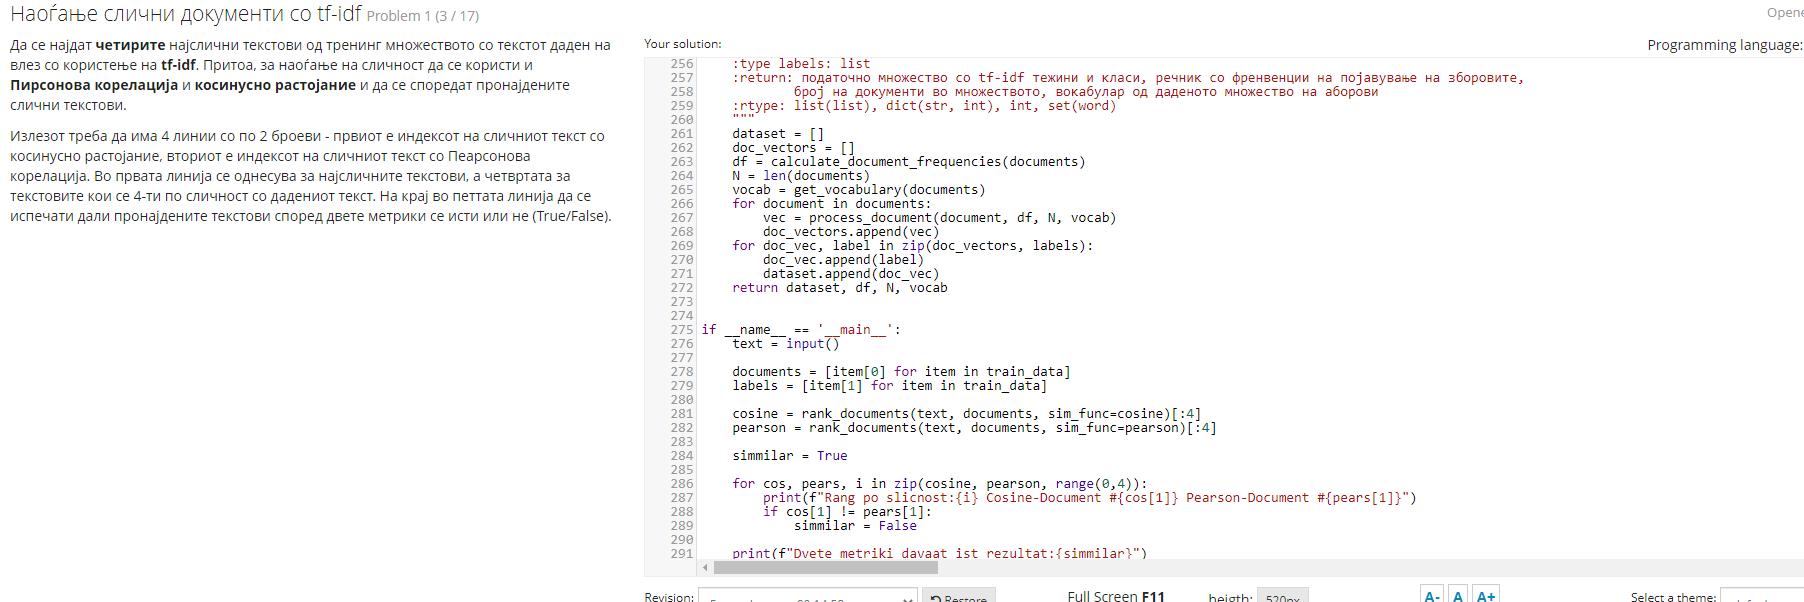 Наоѓање слични документи со tf-idf Problem 1 (3 / 17)
Opene
Да се најдат четирите најслични текстови од тренинг множеството со текстот даден на
влез со користење на tf-idf. Притоа, за наоѓање на сличност да се користи и
Пирсонова корелација и косинусно растојание и да се споредат пронајдените
слични текстови.
Излезот треба да има 4 линии со по 2 броеви - првиот е индексот на сличниот текст со
косинусно растојание, вториот е индексот на сличниот текст со Пеарсонова
корелација. Во првата линија се однесува за најсличните текстови, а четвртата за
текстовите кои се 4-ти по сличност со дадениот текст. На крај во петтата линија да се
испечати дали пронајдените текстови според двете метрики се исти или не (True/False).
Your solution:
Programming language:
256     :type labels: list
257     :return: податочно множество со tf-idf тежини и класи, речник со френвенции на појавување на зборовите,
258             број на документи во множеството, вокабулар од даденото множество на аборови
259     :rtype: list(list), dict(str, int), int, set(word)
260     """
261     dataset = []
262     doc_vectors = []
263     df = calculate_document_frequencies(documents)
264     N = len(documents)
265     vocab = get_vocabulary(documents)
266     for document in documents:
267         vec = process_document(document, df, N, vocab)
268         doc_vectors.append(vec)
269     for doc_vec, label in zip(doc_vectors, labels):
270         doc_vec.append(label)
271         dataset.append(doc_vec)
272     return dataset, df, N, vocab
273
274
275 if __name__ == '__main__':
276     text = input()
277
278     documents = [item[0] for item in train_data]
279     labels = [item[1] for item in train_data]
280
281     cosine = rank_documents(text, documents, sim_func=cosine)[:4]
282     pearson = rank_documents(text, documents, sim_func=pearson)[:4]
283
284     simmilar = True
285
286     for cos, pears, i in zip(cosine, pearson, range(0,4)):
287         print(f"Rang po slicnost:{i} Cosine-Document #{cos[1]} Pearson-Document #{pears[1]}")
288         if cos[1] != pears[1]:
289             simmilar = False
290
291     print(f"Dvete metriki davaat ist rezultat:{simmilar}")
Revision:
Restore
Full Screen F11
heigth: 520px
A- A A+
Select a theme: